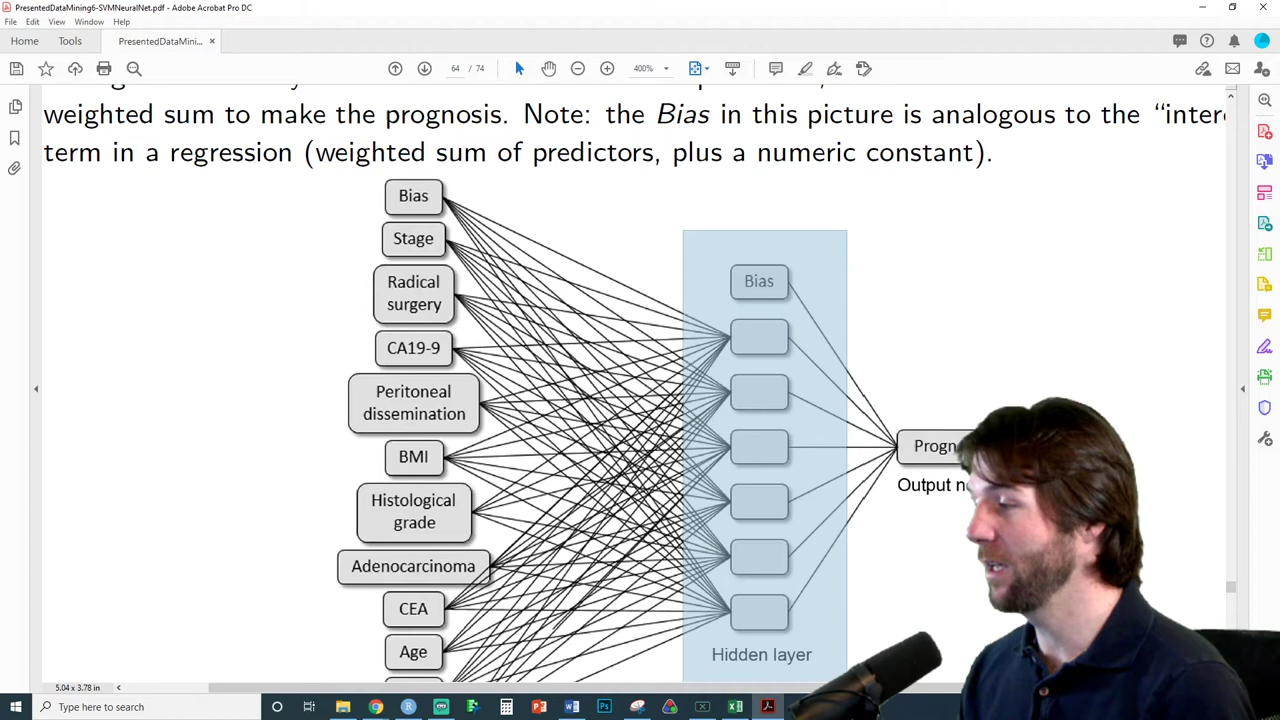 PresentedDataMining6-SVMNeuralNet.pdf - Adobe Acrobat Pro DC
File Edit View Window Help
Home Tools PresentedDataMini... ×
64 / 74 400%
weighted sum to make the prognosis. Note: the Bias in this picture is analogous to the “interc
term in a regression (weighted sum of predictors, plus a numeric constant).
Bias
Stage
Radical
surgery
CA19-9
Peritoneal
dissemination
BMI
Histological
grade
Adenocarcinoma
CEA
Age
Bias
Hidden layer
Progn
Output no
5.04 x 3.78 in
Type here to search